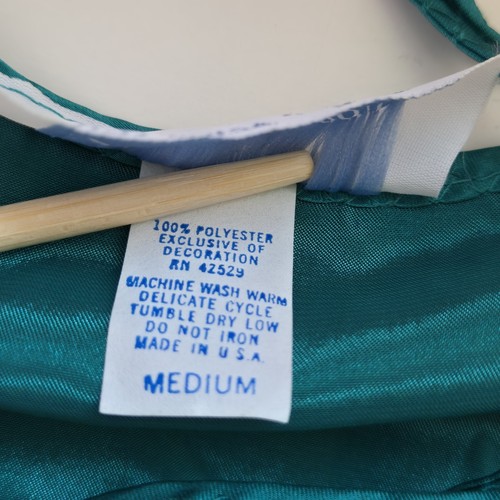 100% POLYESTER
EXCLUSIVE OF
DECORATION
RN 42529
MACHINE WASH WARM
DELICATE CYCLE
TUMBLE DRY LOW
DO NOT IRON
MADE IN U.S.A.
MEDIUM